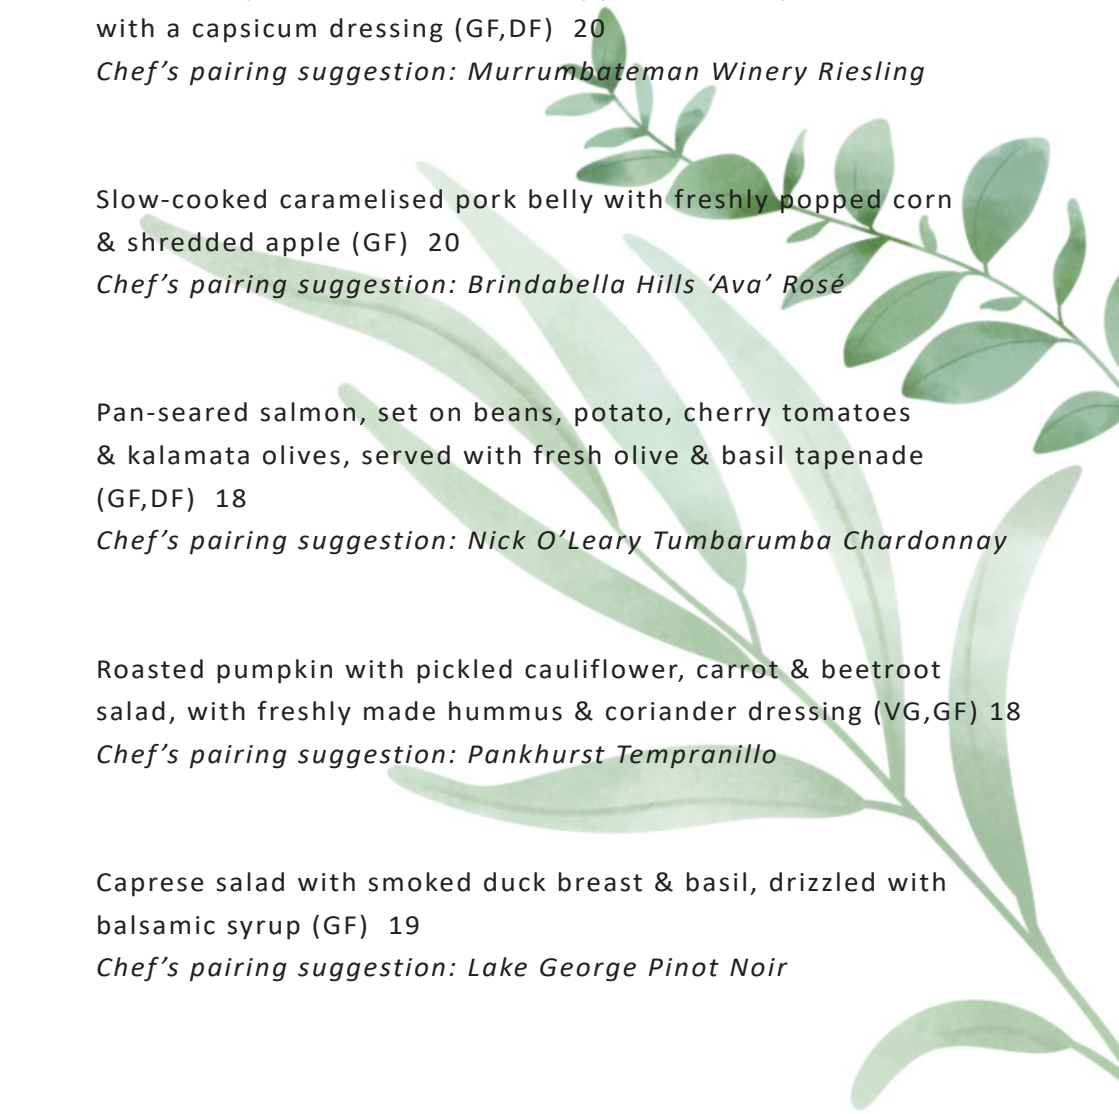 with a capsicum dressing (GF,DF) 20
Chef’s pairing suggestion: Murrumbateman Winery Riesling
Slow-cooked caramelised pork belly with freshly popped corn
& shredded apple (GF) 20
Chef’s pairing suggestion: Brindabella Hills ‘Ava’ Rosé
Pan-seared salmon, set on beans, potato, cherry tomatoes
& kalamata olives, served with fresh olive & basil tapenade
(GF,DF) 18
Chef’s pairing suggestion: Nick O’Leary Tumbarumba Chardonnay
Roasted pumpkin with pickled cauliflower, carrot & beetroot
salad, with freshly made hummus & coriander dressing (VG,GF) 18
Chef’s pairing suggestion: Pankhurst Tempranillo
Caprese salad with smoked duck breast & basil, drizzled with
balsamic syrup (GF) 19
Chef’s pairing suggestion: Lake George Pinot Noir